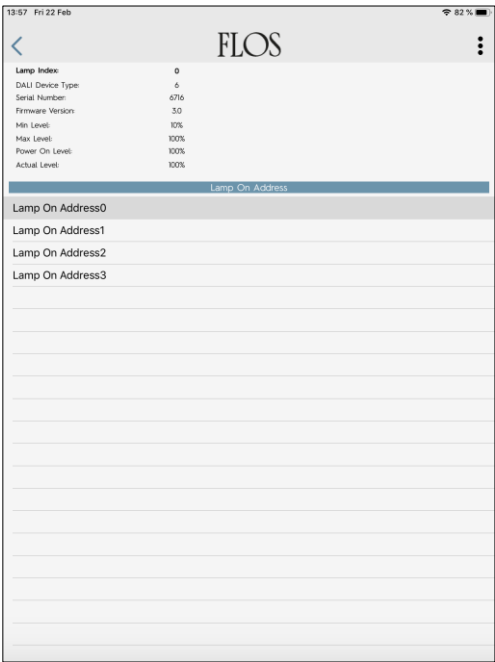 13:57 Fri 22 Feb 82 %
FLOS
Lamp Index: 0
DALI Device Type: 6
Serial Number: 6716
Firmware Version: 3.0
Min Level: 10%
Max Level: 100%
Power On Level: 100%
Actual Level: 100%
Lamp On Address
Lamp On Address0
Lamp On Address1
Lamp On Address2
Lamp On Address3